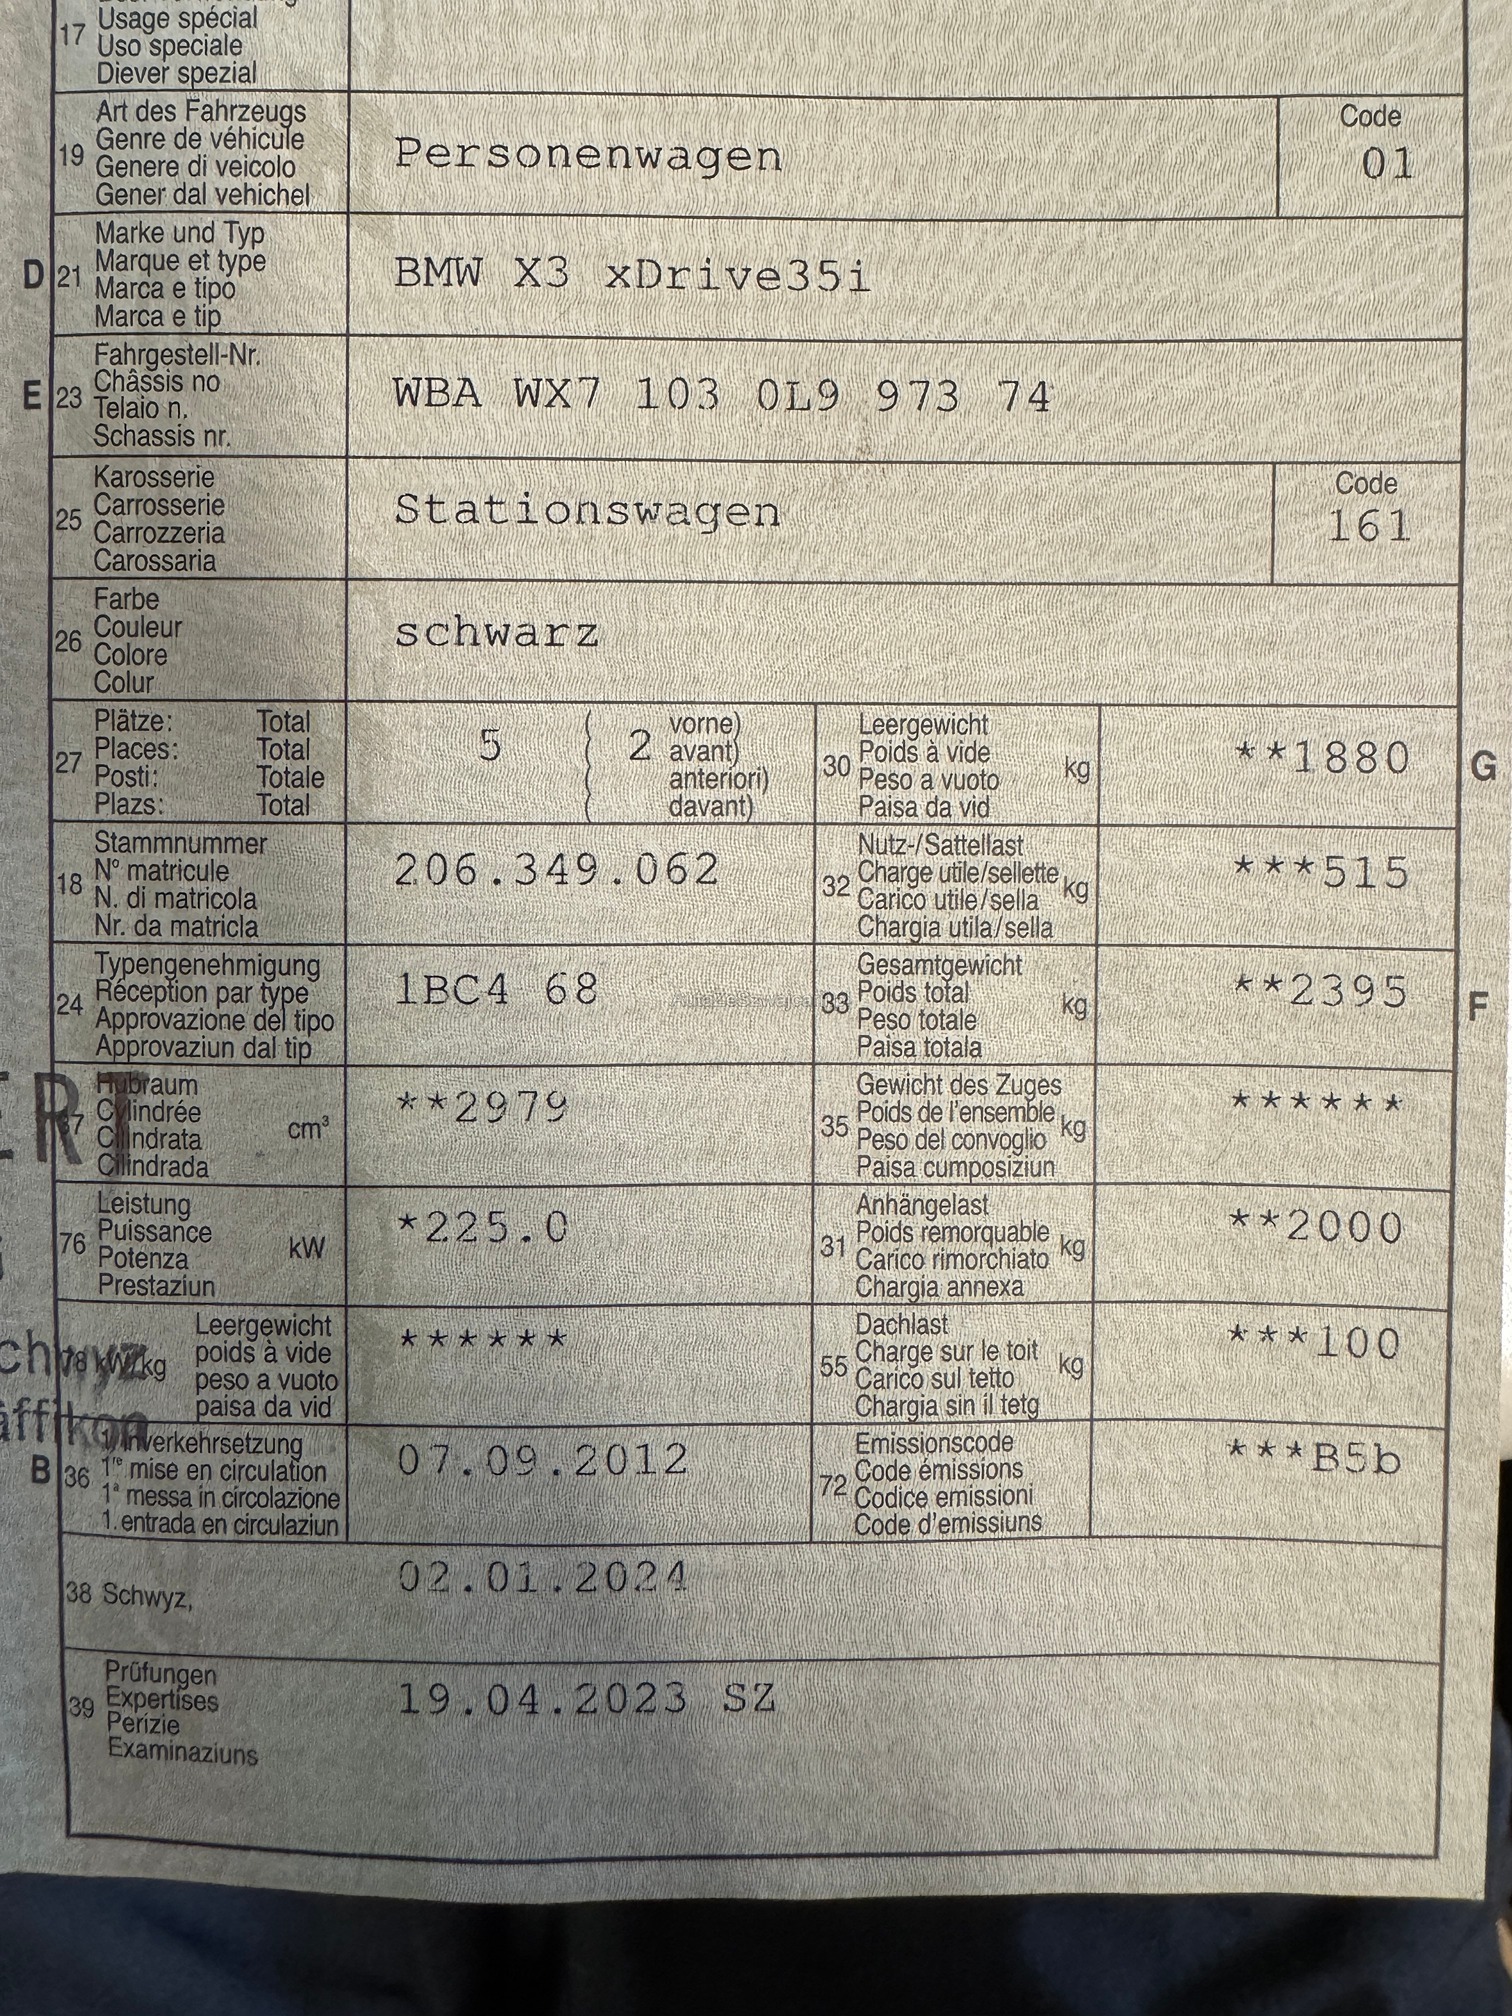 17 Usage spécial
Uso speciale
Diever spezial
19 Art des Fahrzeugs
Genre de véhicule
Genere di veicolo
Gener dal vehichel
Personenwagen
Code
01
D 21 Marke und Typ
Marque et type
Marca e tipo
Marca e tip
BMW X3 xDrive35i
E 23 Fahrgestell-Nr.
Châssis no
Telaio n.
Schassis nr.
WBA WX7 103 0L9 973 74
25 Karosserie
Carrosserie
Carrozzeria
Carossaria
Stationswagen
Code
161
26 Farbe
Couleur
Colore
Colur
schwarz
27 Plätze: Total
Places: Total
Posti: Totale
Plazs: Total
5 ( 2 vorne)
avant)
anteriori)
davant)
30 Leergewicht
Poids à vide
Peso a vuoto kg
Paisa da vid
**1880 G
18 Stammnummer
N° matricule
N. di matricola
Nr. da matricla
206.349.062
32 Nutz-/Sattellast
Charge utile/sellette kg
Carico utile/sella
Chargia utila/sella
***515
24 Typengenehmigung
Réception par type
Approvazione del tipo
Approvaziun dal tip
1BC4 68
33 Gesamtgewicht
Poids total kg
Peso totale
Paisa totala
**2395 F
37 Hubraum
Cylindrée cm³
Cilindrata
Cilindrada
**2979
35 Gewicht des Zuges
Poids de l'ensemble kg
Peso del convoglio
Paisa cumposiziun
******
76 Leistung
Puissance kW
Potenza
Prestaziun
*225.0
31 Anhängelast
Poids remorquable kg
Carico rimorchiato
Chargia annexa
**2000
78 kW/kg Leergewicht
poids à vide
peso a vuoto
paisa da vid
******
55 Dachlast
Charge sur le toit kg
Carico sul tetto
Chargia sin il tetg
***100
B 36 1. Inverkehrsetzung
1re mise en circulation
1a messa in circolazione
1. entrada en circulaziun
07.09.2012
72 Emissionscode
Code émissions
Codice emissioni
Code d'emissiuns
***B5b
38 Schwyz,
02.01.2024
39 Prüfungen
Expertises
Perizie
Examinaziuns
19.04.2023 SZ